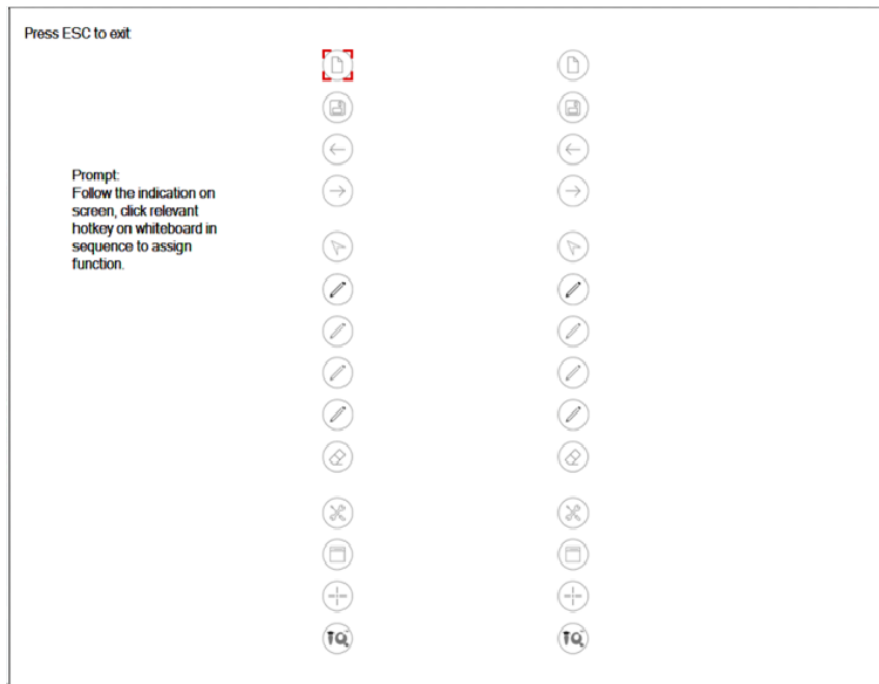 Press ESC to exit
Prompt:
Follow the indication on
screen, click relevant
hotkey on whiteboard in
sequence to assign
function.